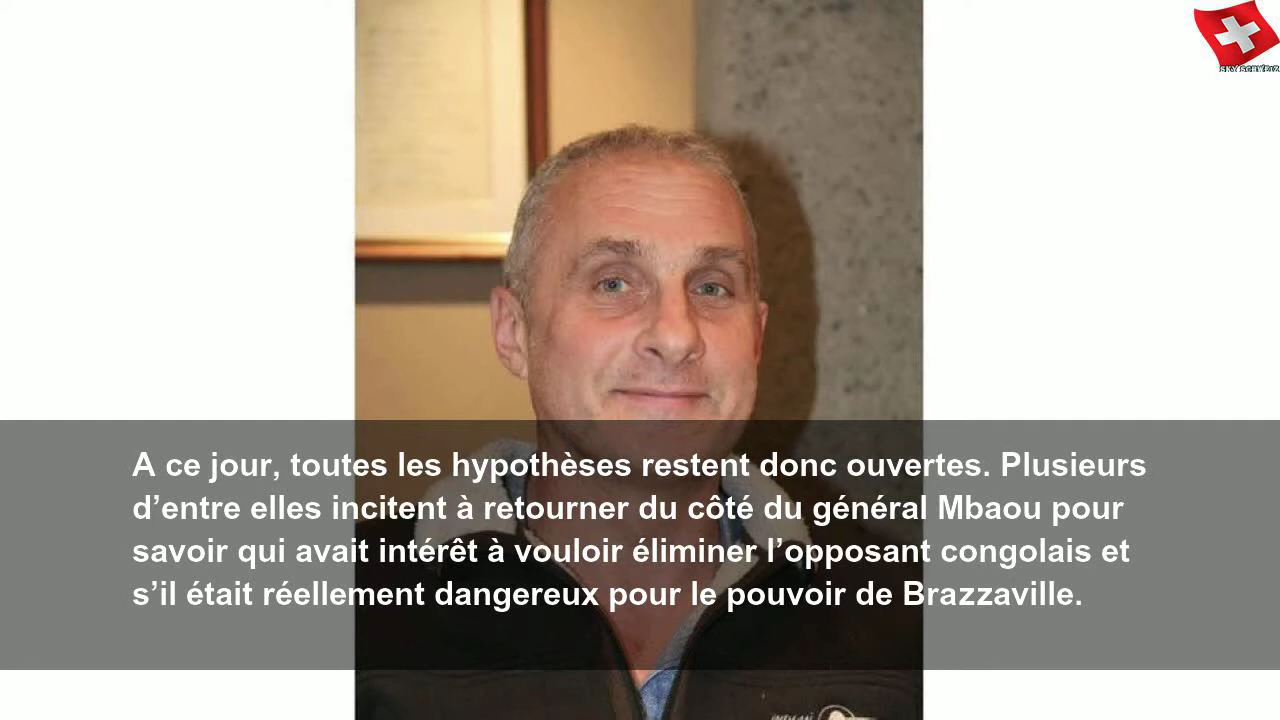 A ce jour, toutes les hypothèses restent donc ouvertes. Plusieurs
d’entre elles incitent à retourner du côté du général Mbaou pour
savoir qui avait intérêt à vouloir éliminer l’opposant congolais et
s’il était réellement dangereux pour le pouvoir de Brazzaville.